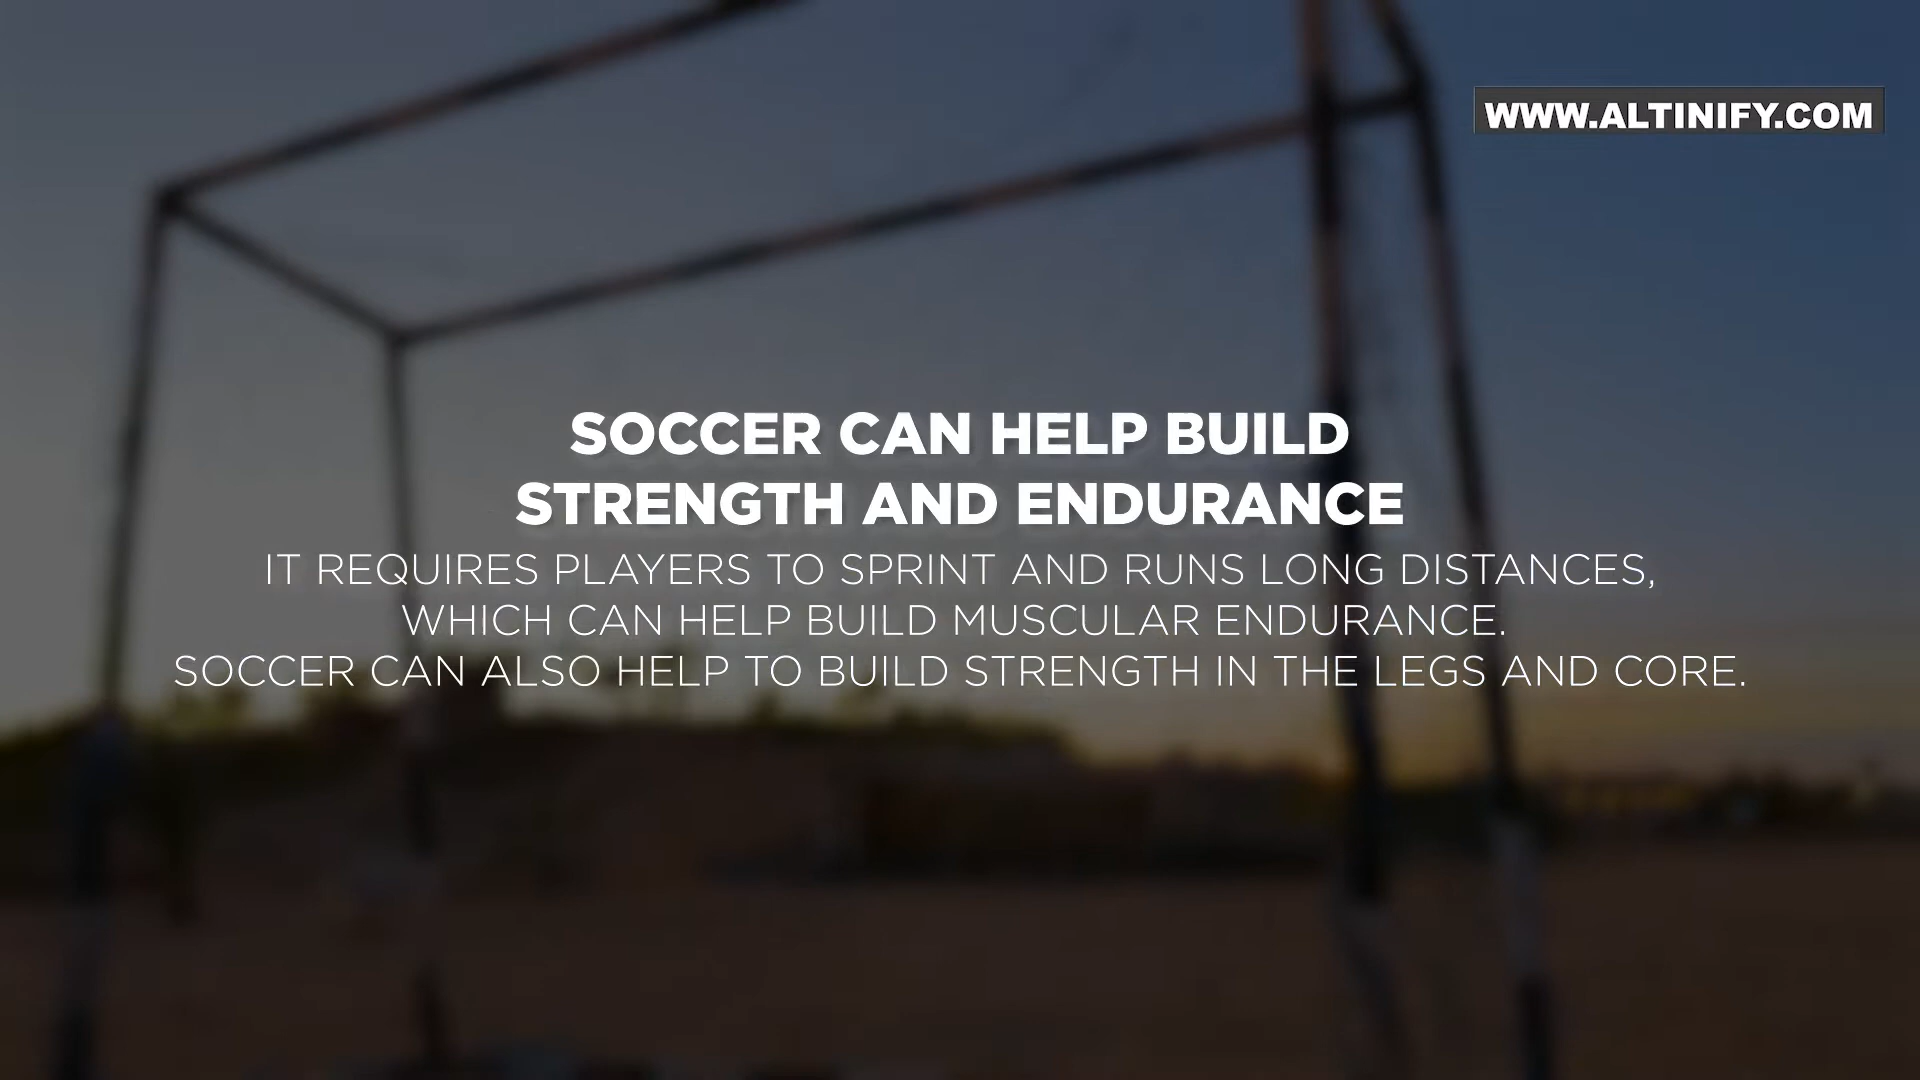 WWW.ALTINIFY.COM
SOCCER CAN HELP BUILD
STRENGTH AND ENDURANCE
IT REQUIRES PLAYERS TO SPRINT AND RUNS LONG DISTANCES,
WHICH CAN HELP BUILD MUSCULAR ENDURANCE.
SOCCER CAN ALSO HELP TO BUILD STRENGTH IN THE LEGS AND CORE.